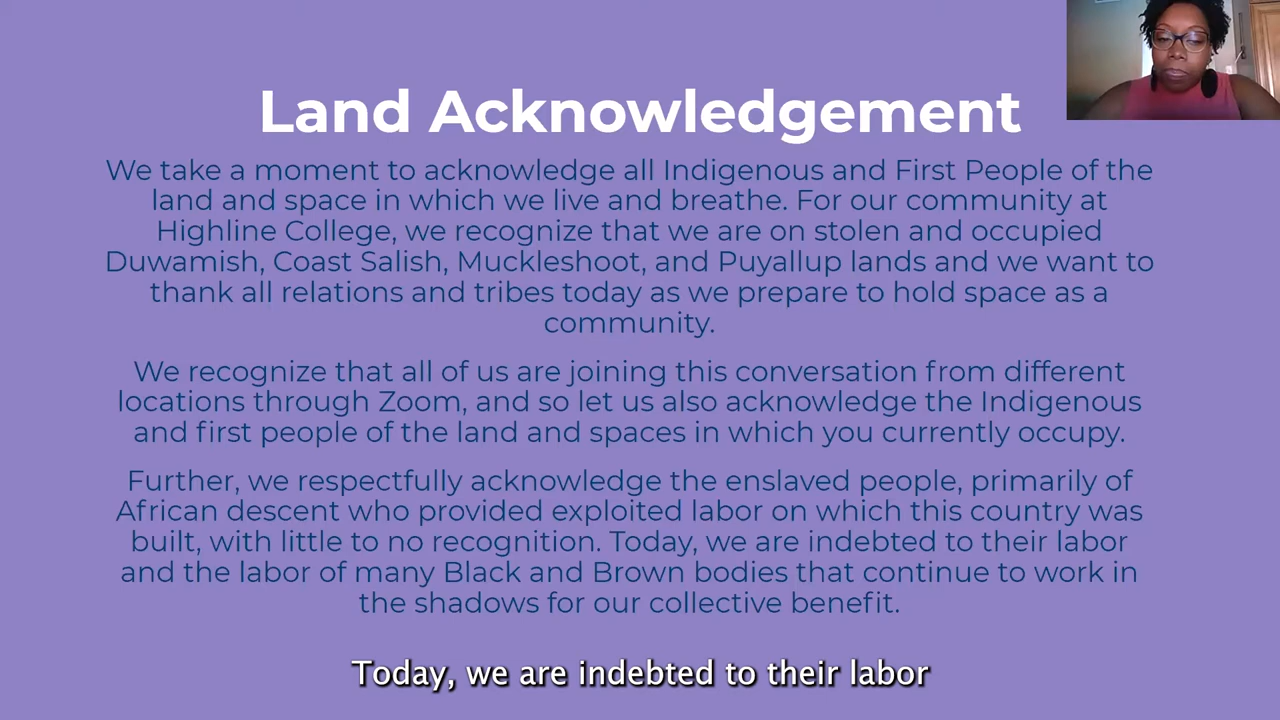 Land Acknowledgement
We take a moment to acknowledge all Indigenous and First People of the
land and space in which we live and breathe. For our community at
Highline College, we recognize that we are on stolen and occupied
Duwamish, Coast Salish, Muckleshoot, and Puyallup lands and we want to
thank all relations and tribes today as we prepare to hold space as a
community.
We recognize that all of us are joining this conversation from different
locations through Zoom, and so let us also acknowledge the Indigenous
and first people of the land and spaces in which you currently occupy.
Further, we respectfully acknowledge the enslaved people, primarily of
African descent who provided exploited labor on which this country was
built, with little to no recognition. Today, we are indebted to their labor
and the labor of many Black and Brown bodies that continue to work in
the shadows for our collective benefit.
Today, we are indebted to their labor